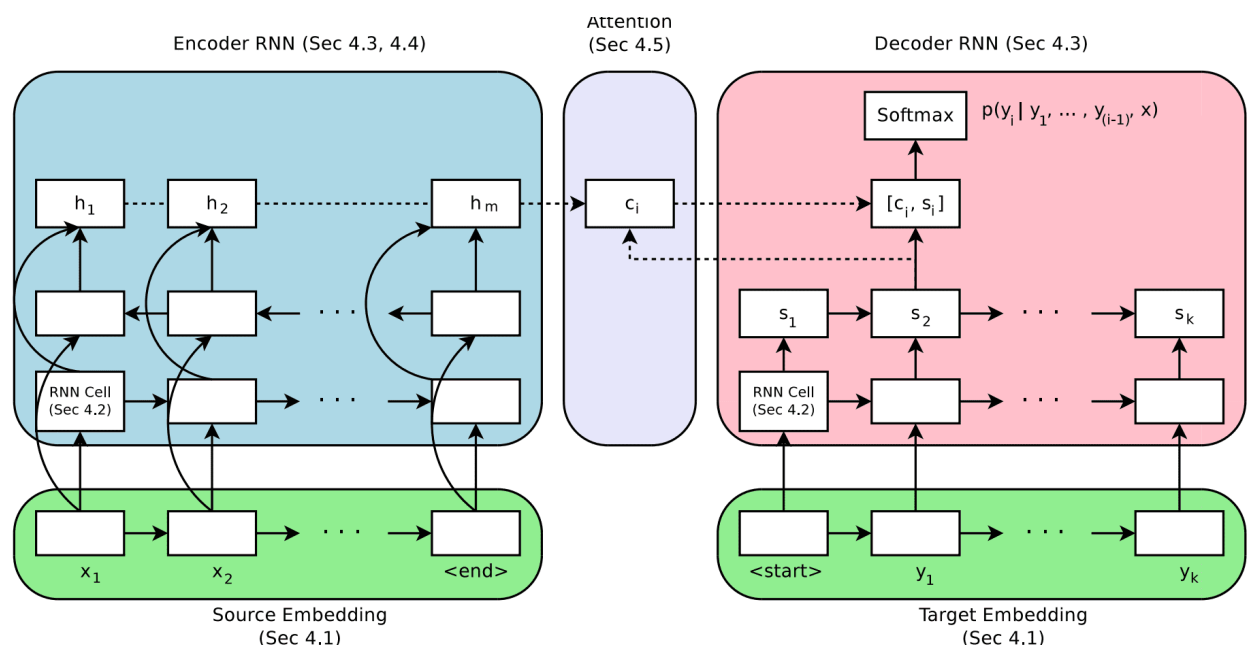 Attention
(Sec 4.5)
Encoder RNN (Sec 4.3, 4.4)
Decoder RNN (Sec 4.3)
Softmax
p(y_i | y_1, ... , y_(i-1), x)
h_1
h_2
h_m
c_i
[c_i, s_i]
. . .
s_1
s_2
. . .
s_k
RNN Cell
(Sec 4.2)
. . .
RNN Cell
(Sec 4.2)
. . .
. . .
. . .
x_1
x_2
<end>
<start>
y_1
y_k
Source Embedding
(Sec 4.1)
Target Embedding
(Sec 4.1)